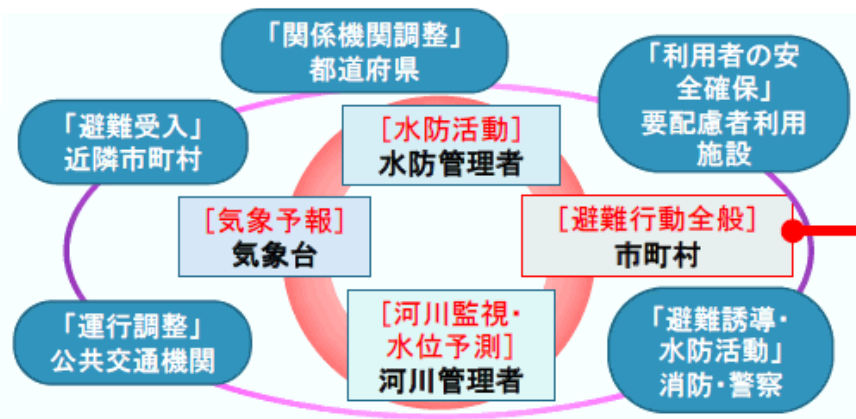 「関係機関調整」
都道府県
「利用者の安
全確保」
要配慮者利用
施設
「避難受入」
近隣市町村
［水防活動］
水防管理者
［気象予報］
気象台
［避難行動全般］
市町村
「運行調整」
公共交通機関
［河川監視・
水位予測］
河川管理者
「避難誘導・
水防活動」
消防・警察